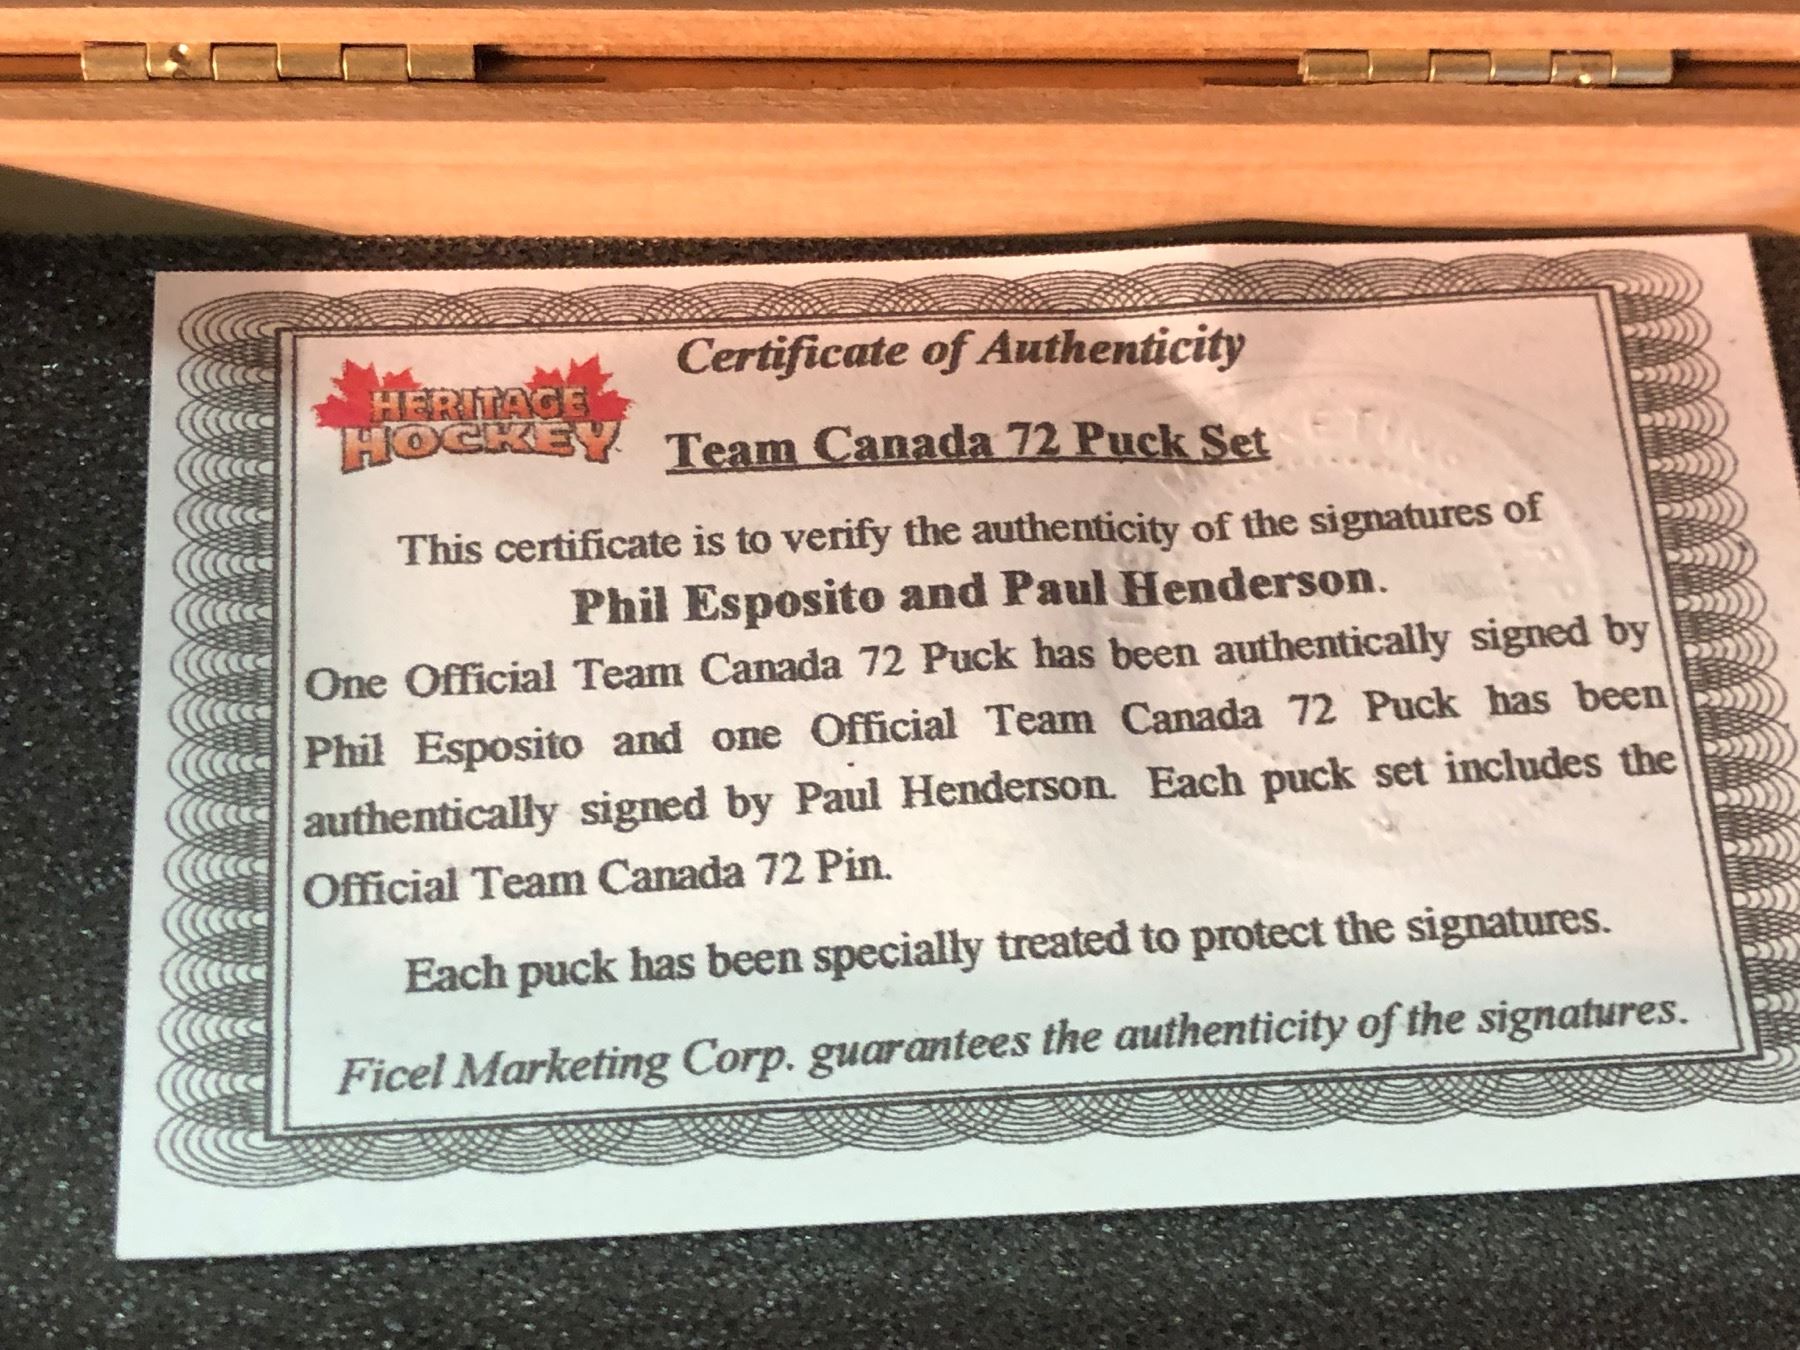 Certificate of Authenticity
HERITAGE
HOCKEY
Team Canada 72 Puck Set
This certificate is to verify the authenticity of the signatures of
Phil Esposito and Paul Henderson.
One Official Team Canada 72 Puck has been authentically signed by
Phil Esposito and one Official Team Canada 72 Puck has been
authentically signed by Paul Henderson. Each puck set includes the
Official Team Canada 72 Pin.
Each puck has been specially treated to protect the signatures.
Ficel Marketing Corp. guarantees the authenticity of the signatures.